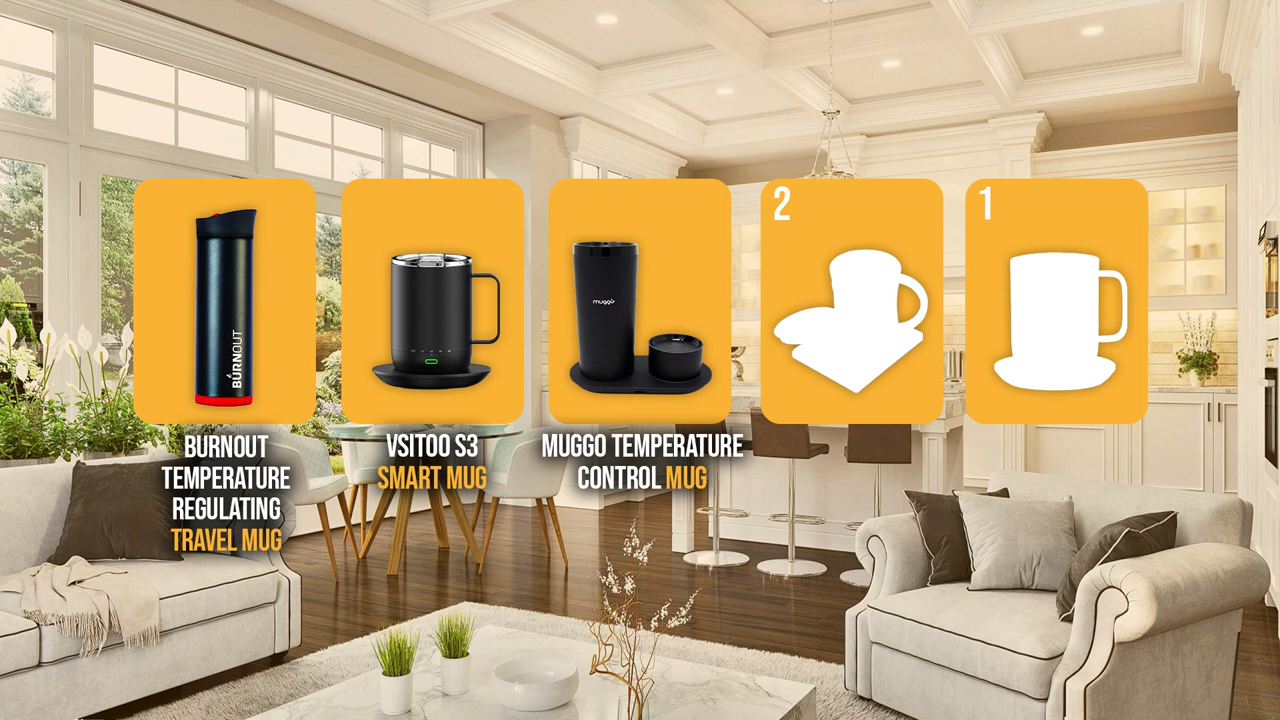 2
1
BURNOUT
muggo
BURNOUT
TEMPERATURE
REGULATING
TRAVEL MUG
VSITOO S3
SMART MUG
MUGGO TEMPERATURE
CONTROL MUG